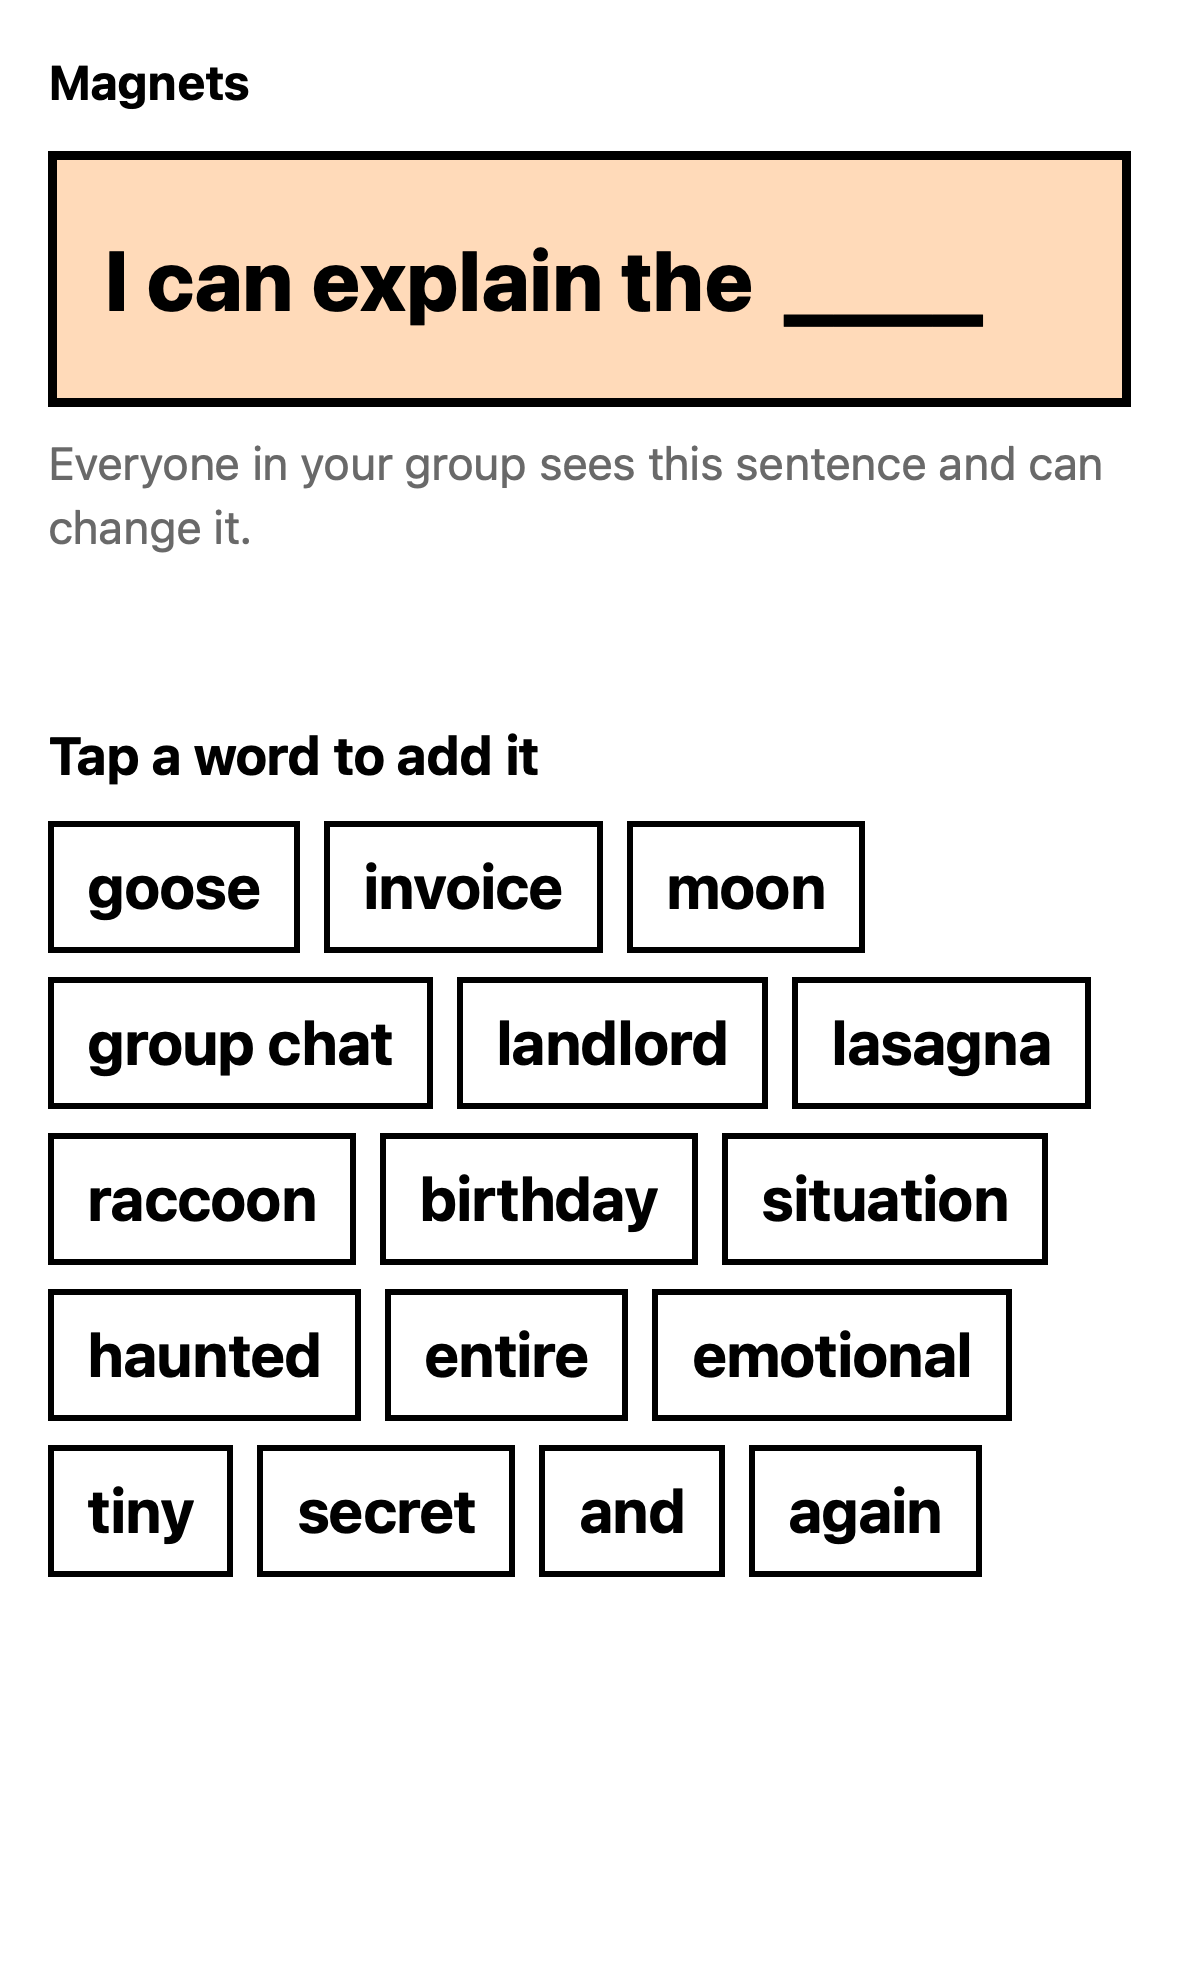 Magnets
I can explain the ____
Everyone in your group sees this sentence and can
change it.
Tap a word to add it
goose invoice moon
group chat landlord lasagna
raccoon birthday situation
haunted entire emotional
tiny secret and again